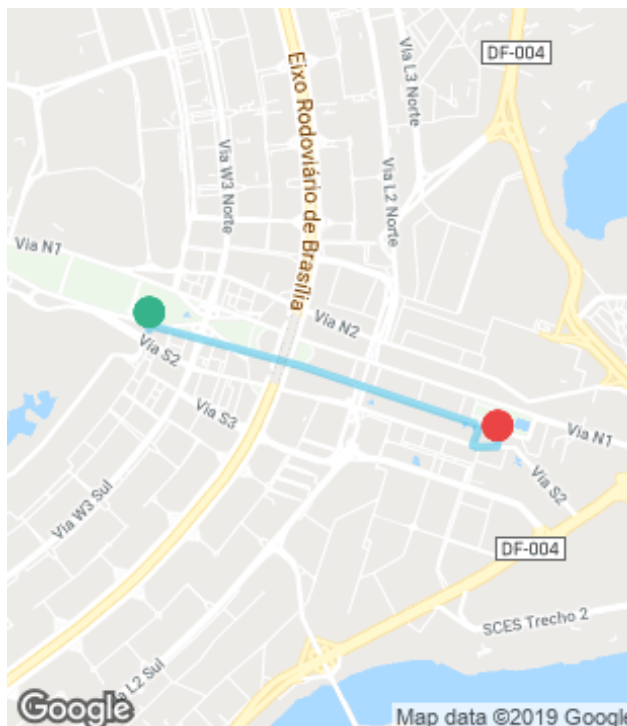 DF-004
Via L3 Norte
Eixo Rodoviário de Brasília
Via W3 Norte
Via L2 Norte
Via N1
Via N2
Via S2
Via S3
Via N1
Via S2
Via W3 Sul
DF-004
SCES Trecho 2
Via L2 Sul
Google
Map data ©2019 Google